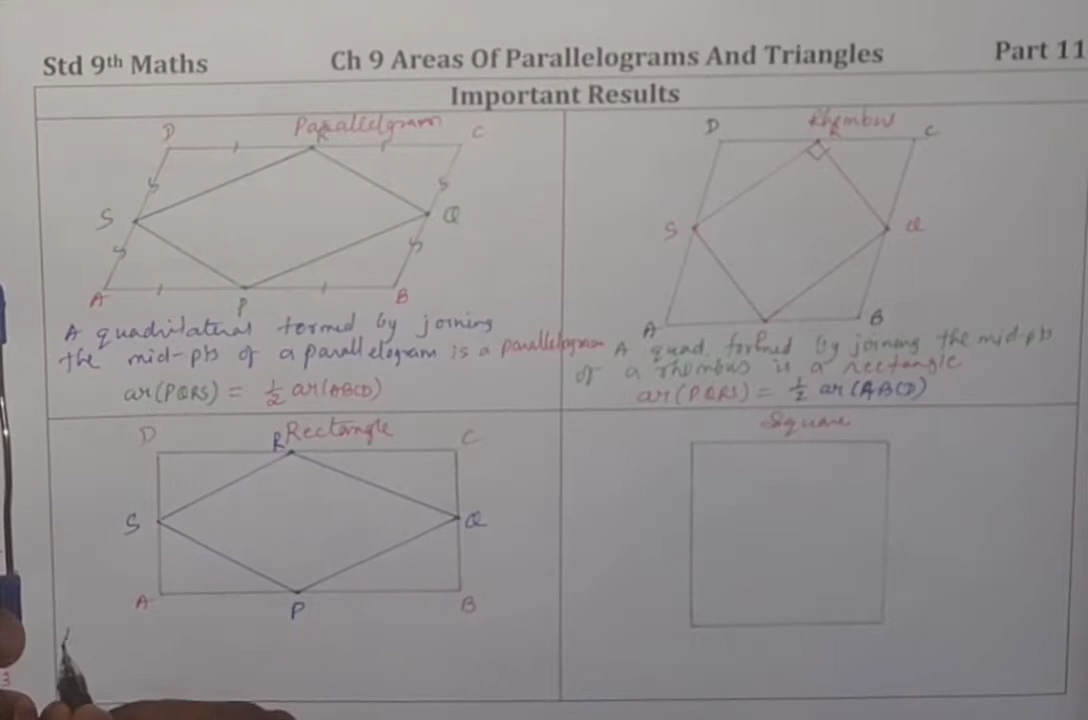 Std 9th Maths Ch 9 Areas Of Parallelograms And Triangles Part 11
Important Results
Parallelgram
D R C
S Q
A P B
A quadrilateral formed by joining
the mid-pts of a parallelogram is a parallelogram
ar(PQRS) = 1/2 ar(ABCD)
Rhombus
D R C
S Q
A B
A quad. formed by joining the mid-pts
of a rhombus is a rectangle.
ar(PQRS) = 1/2 ar(ABCD)
Rectangle
D R C
S Q
A P B
Square
3